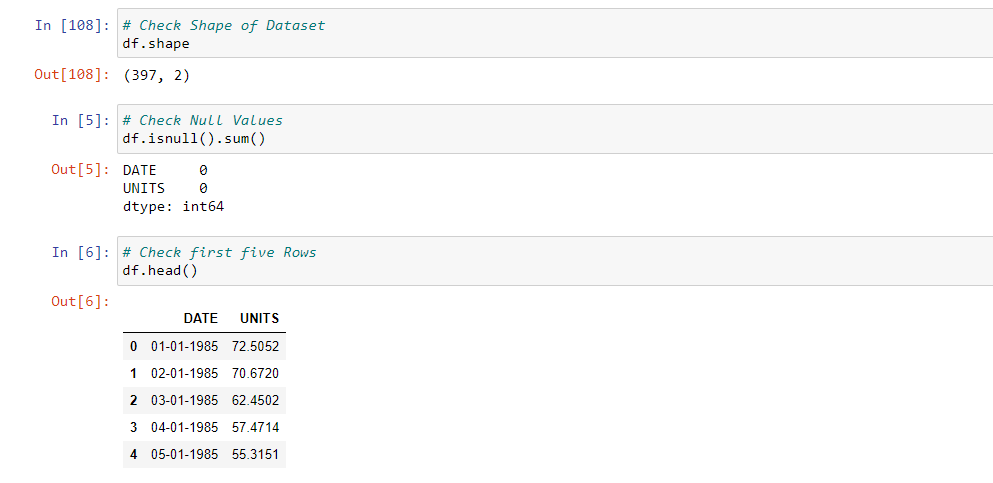 In [108]: # Check Shape of Dataset
df.shape
Out[108]: (397, 2)
In [5]: # Check Null Values
df.isnull().sum()
Out[5]: DATE 0
UNITS 0
dtype: int64
In [6]: # Check first five Rows
df.head()
Out[6]:
DATE UNITS
0 01-01-1985 72.5052
1 02-01-1985 70.6720
2 03-01-1985 62.4502
3 04-01-1985 57.4714
4 05-01-1985 55.3151